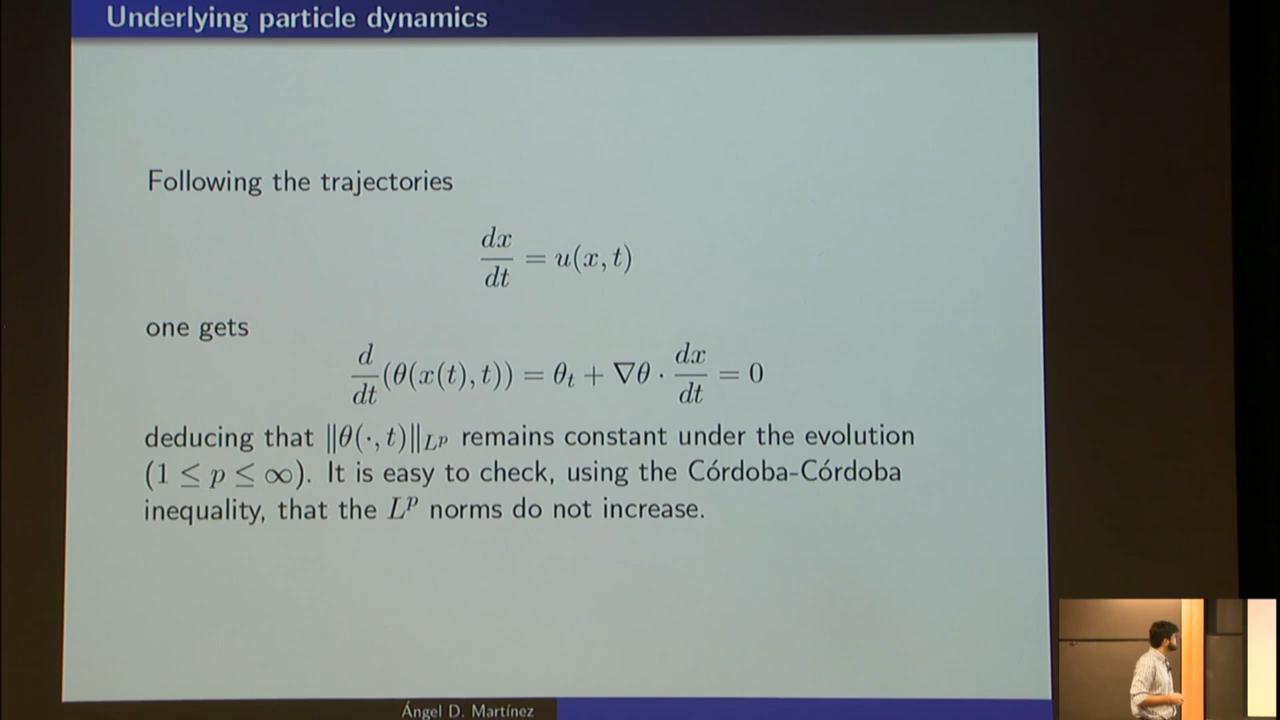 Underlying particle dynamics
Following the trajectories
dx/dt = u(x, t)
one gets
d/dt (θ(x(t), t)) = θ_t + ∇θ · dx/dt = 0
deducing that ‖θ(·, t)‖_{L^p} remains constant under the evolution
(1 ≤ p ≤ ∞). It is easy to check, using the Córdoba-Córdoba
inequality, that the L^p norms do not increase.
Ángel D. Martínez